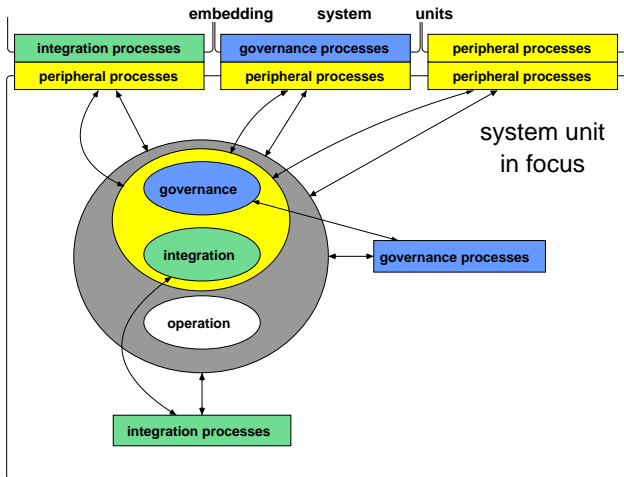 embedding system units
integration processes governance processes peripheral processes
peripheral processes peripheral processes peripheral processes
system unit
in focus
governance
integration
governance processes
operation
integration processes